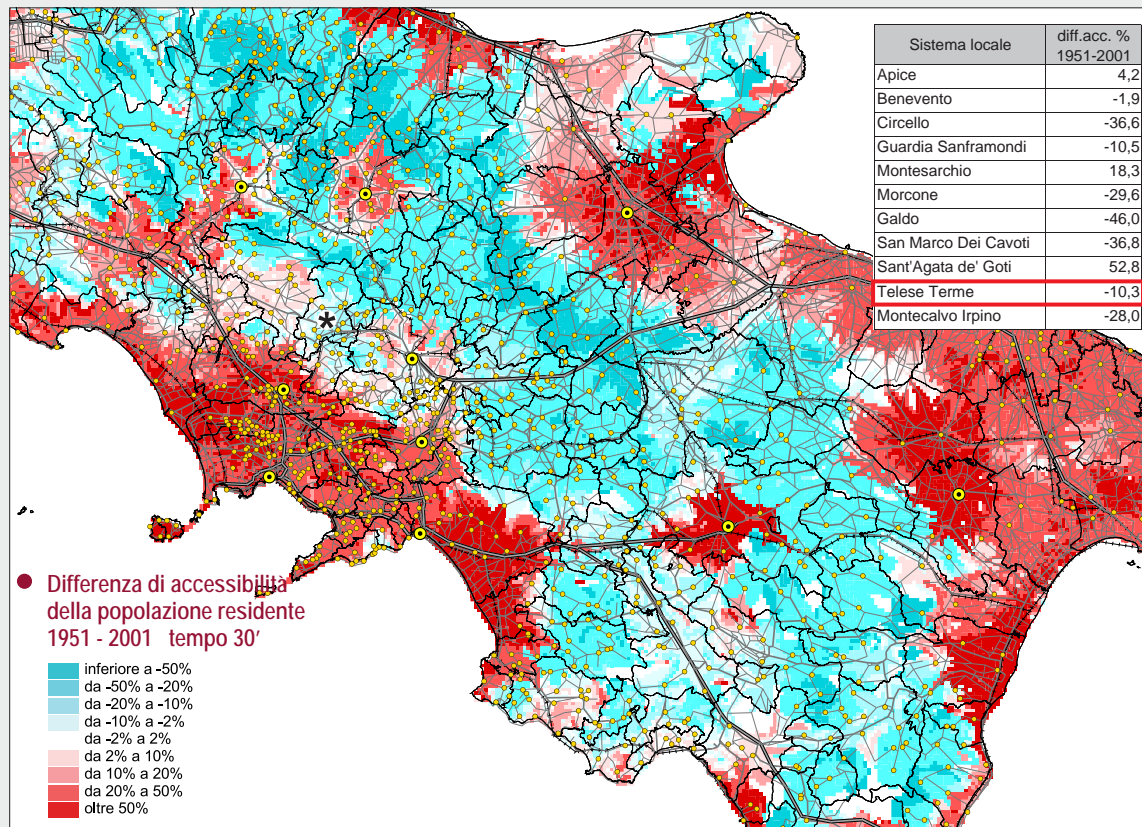 Sistema locale diff.acc. % 1951-2001
Apice 4,2
Benevento -1,9
Circello -36,6
Guardia Sanframondi -10,5
Montesarchio 18,3
Morcone -29,6
Galdo -46,0
San Marco Dei Cavoti -36,8
Sant'Agata de' Goti 52,8
Telese Terme -10,3
Montecalvo Irpino -28,0
*
Differenza di accessibilità
della popolazione residente
1951 - 2001 tempo 30'
inferiore a -50%
da -50% a -20%
da -20% a -10%
da -10% a -2%
da -2% a 2%
da 2% a 10%
da 10% a 20%
da 20% a 50%
oltre 50%